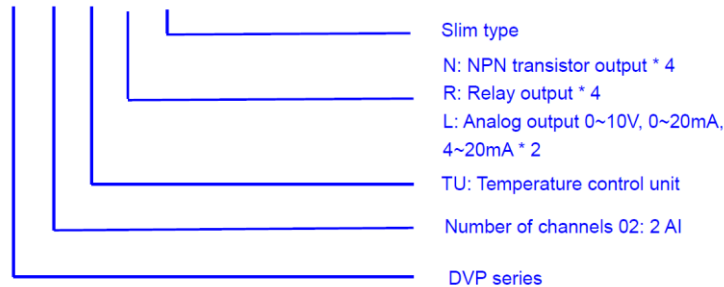 Slim type
N: NPN transistor output * 4
R: Relay output * 4
L: Analog output 0~10V, 0~20mA,
4~20mA * 2
TU: Temperature control unit
Number of channels 02: 2 AI
DVP series